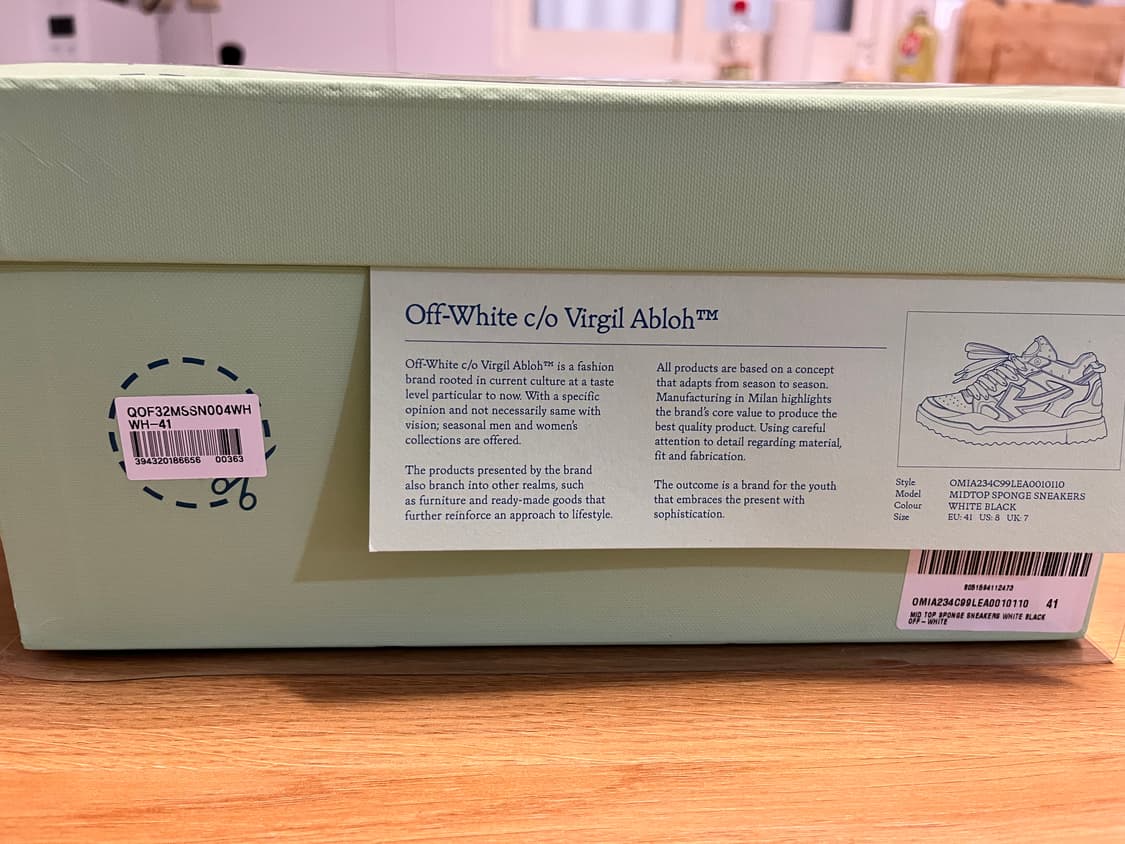 QOF32MSSN004WH
WH-41
394320186656 00363
%
Off-White c/o Virgil Abloh™
Off-White c/o Virgil Abloh™ is a fashion
brand rooted in current culture at a taste
level particular to now. With a specific
opinion and not necessarily same with
vision; seasonal men and women's
collections are offered.
The products presented by the brand
also branch into other realms, such
as furniture and ready-made goods that
further reinforce an approach to lifestyle.
All products are based on a concept
that adapts from season to season.
Manufacturing in Milan highlights
the brand's core value to produce the
best quality product. Using careful
attention to detail regarding material,
fit and fabrication.
The outcome is a brand for the youth
that embraces the present with
sophistication.
Style OMIA234C99LEA0010110
Model MIDTOP SPONGE SNEAKERS
Colour WHITE BLACK
Size EU: 41 US: 8 UK: 7
8051594112473
OMIA234C99LEA0010110 41
MID TOP SPONGE SNEAKERS WHITE BLACK
OFF-WHITE